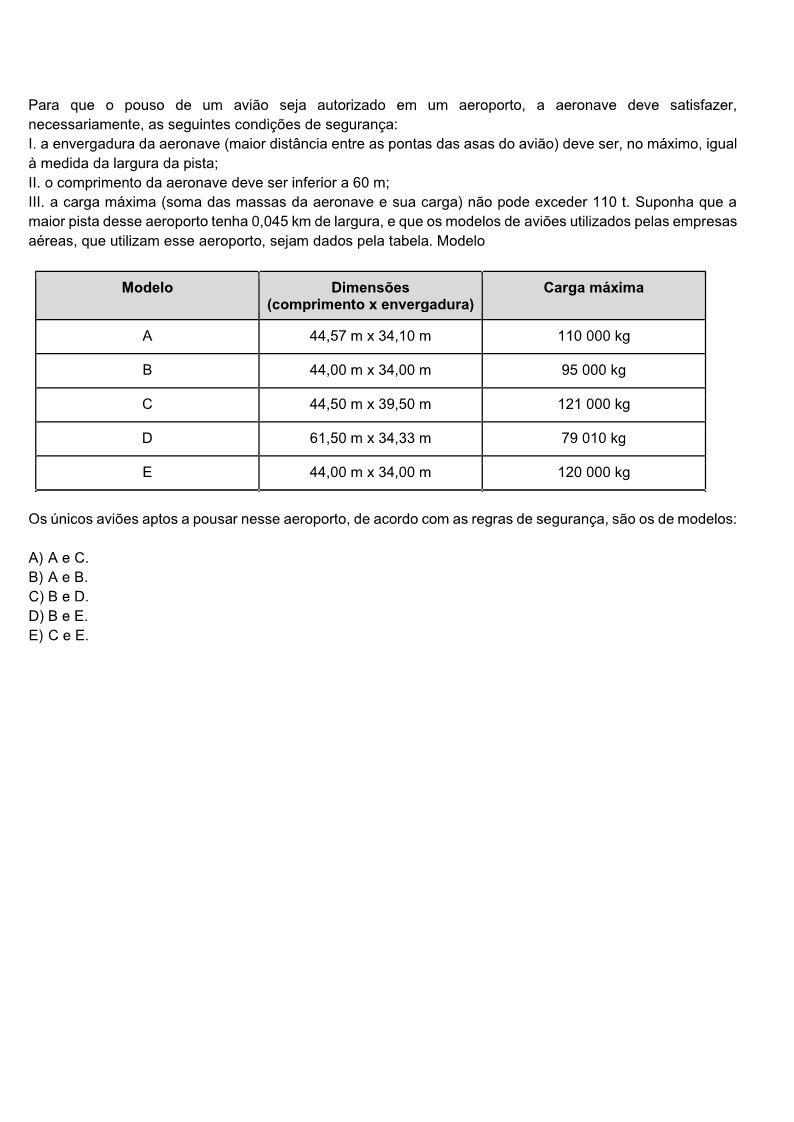 Para que o pouso de um avião seja autorizado em um aeroporto, a aeronave deve satisfazer,
necessariamente, as seguintes condições de segurança:
I. a envergadura da aeronave (maior distância entre as pontas das asas do avião) deve ser, no máximo, igual
à medida da largura da pista;
II. o comprimento da aeronave deve ser inferior a 60 m;
III. a carga máxima (soma das massas da aeronave e sua carga) não pode exceder 110 t. Suponha que a
maior pista desse aeroporto tenha 0,045 km de largura, e que os modelos de aviões utilizados pelas empresas
aéreas, que utilizam esse aeroporto, sejam dados pela tabela. Modelo
Modelo Dimensões Carga máxima
(comprimento x envergadura)
A 44,57 m x 34,10 m 110 000 kg
B 44,00 m x 34,00 m 95 000 kg
C 44,50 m x 39,50 m 121 000 kg
D 61,50 m x 34,33 m 79 010 kg
E 44,00 m x 34,00 m 120 000 kg
Os únicos aviões aptos a pousar nesse aeroporto, de acordo com as regras de segurança, são os de modelos:
A) A e C.
B) A e B.
C) B e D.
D) B e E.
E) C e E.